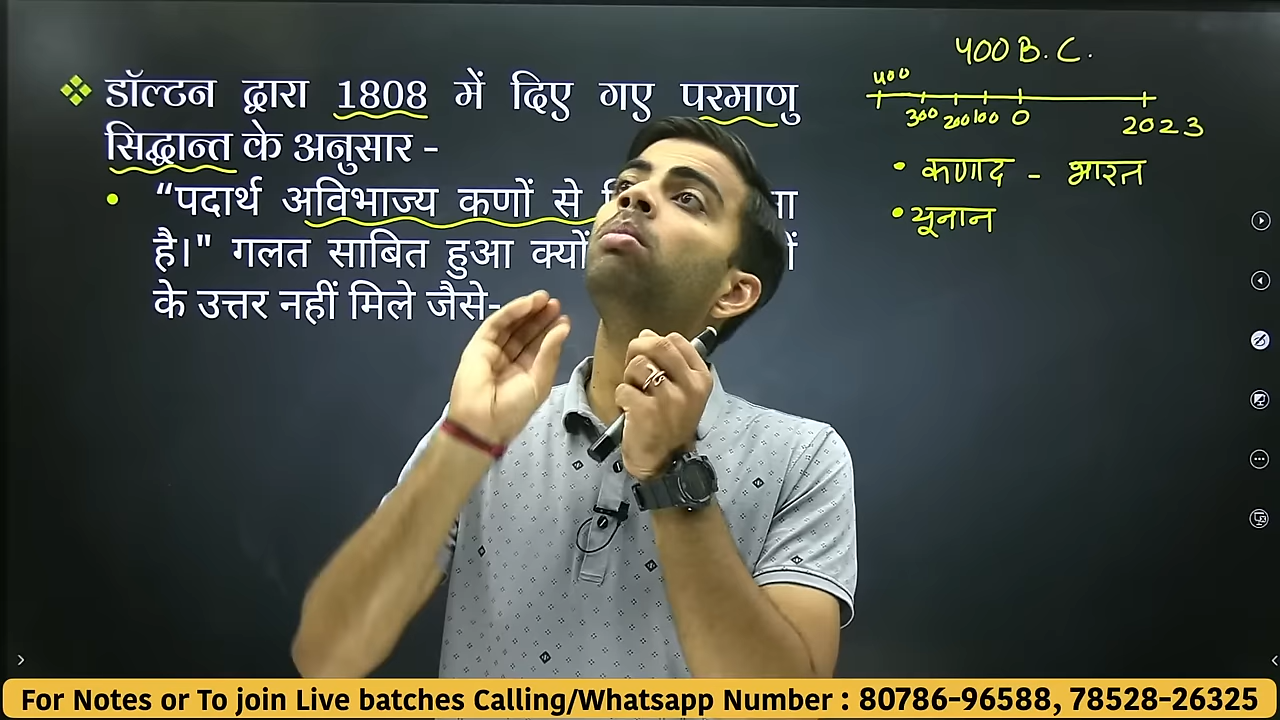 डॉल्टन द्वारा 1808 में दिए गए परमाणु
सिद्धान्त के अनुसार -
“पदार्थ अविभाज्य कणों से
है।" गलत साबित हुआ
के उत्तर नहीं मिले जैसे-
400 B.C.
400
300 200 100 0 2023
• कणाद - भारत
• यूनान
For Notes or To join Live batches Calling/Whatsapp Number : 80786-96588, 78528-26325